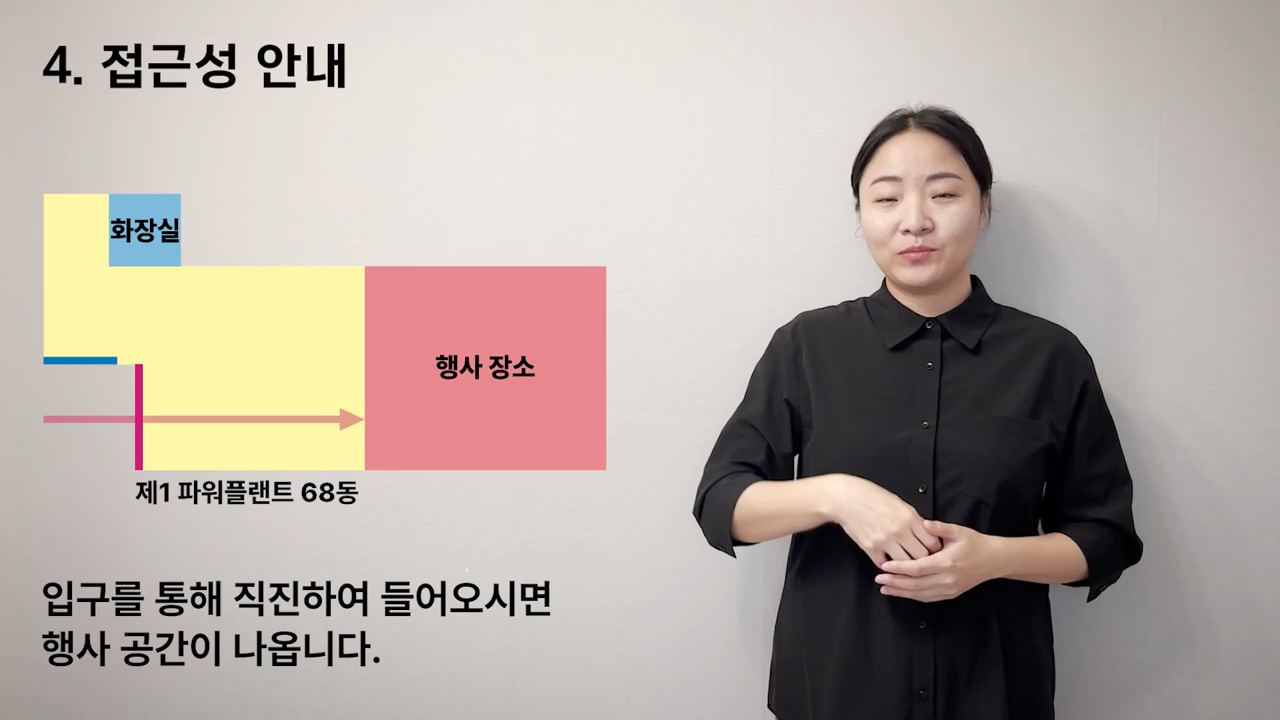 4. 접근성 안내
화장실
행사 장소
제1 파워플랜트 68동
입구를 통해 직진하여 들어오시면
행사 공간이 나옵니다.